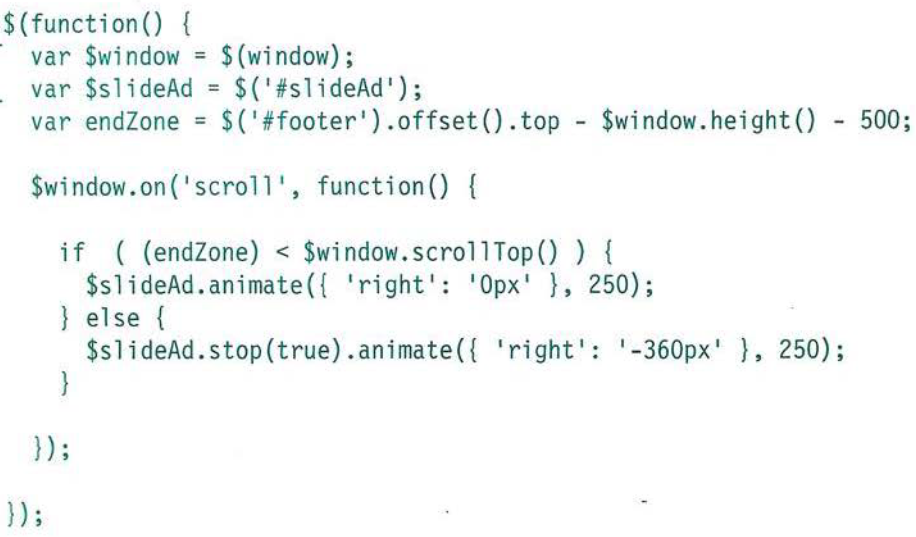 $(function() {
  var $window = $(window);
  var $slideAd = $('#slideAd');
  var endZone = $('#footer').offset().top - $window.height() - 500;
  $window.on('scroll', function() {
    if  ( (endZone) < $window.scrollTop() ) {
      $slideAd.animate({ 'right': '0px' }, 250);
    } else {
      $slideAd.stop(true).animate({ 'right': '-360px' }, 250);
    }
  });
});